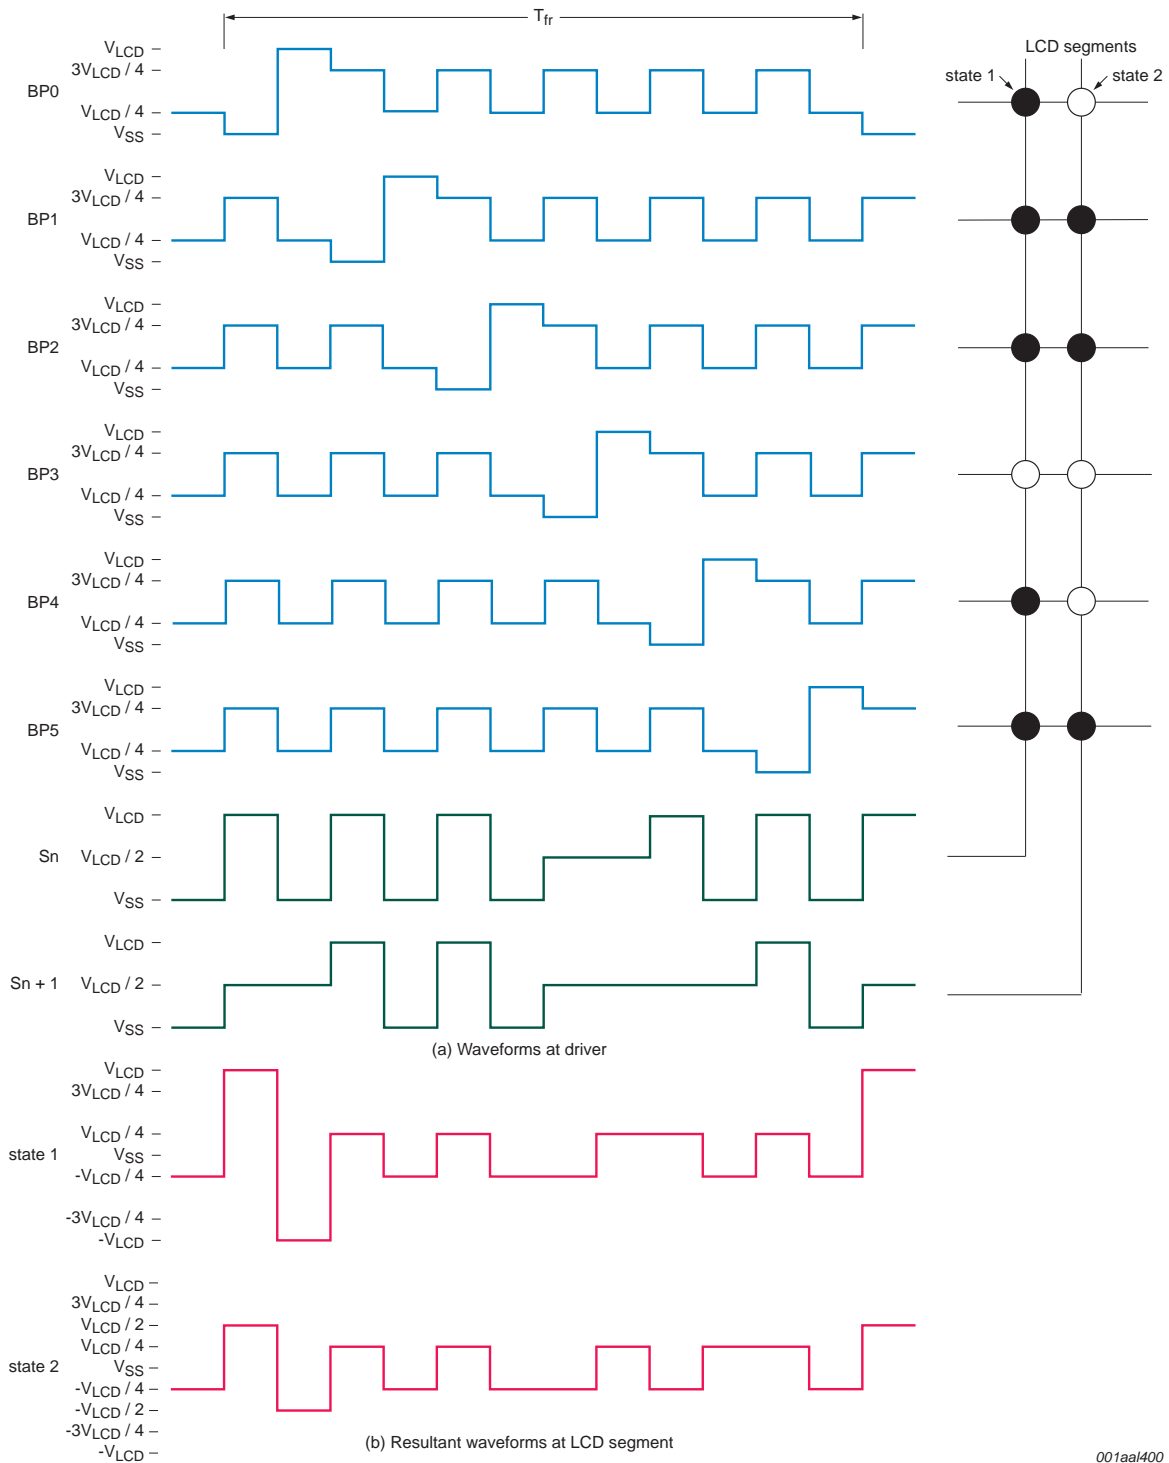 Tfr
LCD segments
state 1
state 2
BP0
VLCD
3VLCD / 4
VLCD / 4
VSS
BP1
VLCD
3VLCD / 4
VLCD / 4
VSS
BP2
VLCD
3VLCD / 4
VLCD / 4
VSS
BP3
VLCD
3VLCD / 4
VLCD / 4
VSS
BP4
VLCD
3VLCD / 4
VLCD / 4
VSS
BP5
VLCD
3VLCD / 4
VLCD / 4
VSS
Sn
VLCD
VLCD / 2
VSS
Sn + 1
VLCD
VLCD / 2
VSS
(a) Waveforms at driver
state 1
VLCD
3VLCD / 4
VLCD / 4
VSS
-VLCD / 4
-3VLCD / 4
-VLCD
state 2
VLCD
3VLCD / 4
VLCD / 2
VLCD / 4
VSS
-VLCD / 4
-VLCD / 2
-3VLCD / 4
-VLCD
(b) Resultant waveforms at LCD segment
001aal400